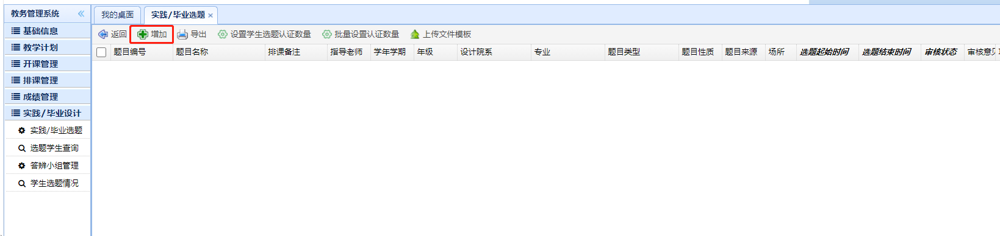 教务管理系统
我的桌面
实践/毕业选题
返回
增加
导出
设置学生选题认证数量
批量设置认证数量
上传文件模板
题目编号
题目名称
排课备注
指导老师
学年学期
年级
设计院系
专业
题目类型
题目性质
题目来源
场所
选题起始时间
选题结束时间
审核状态
审核意见
基础信息
教学计划
开课管理
排课管理
成绩管理
实践/毕业设计
实践/毕业选题
选题学生查询
答辨小组管理
学生选题情况